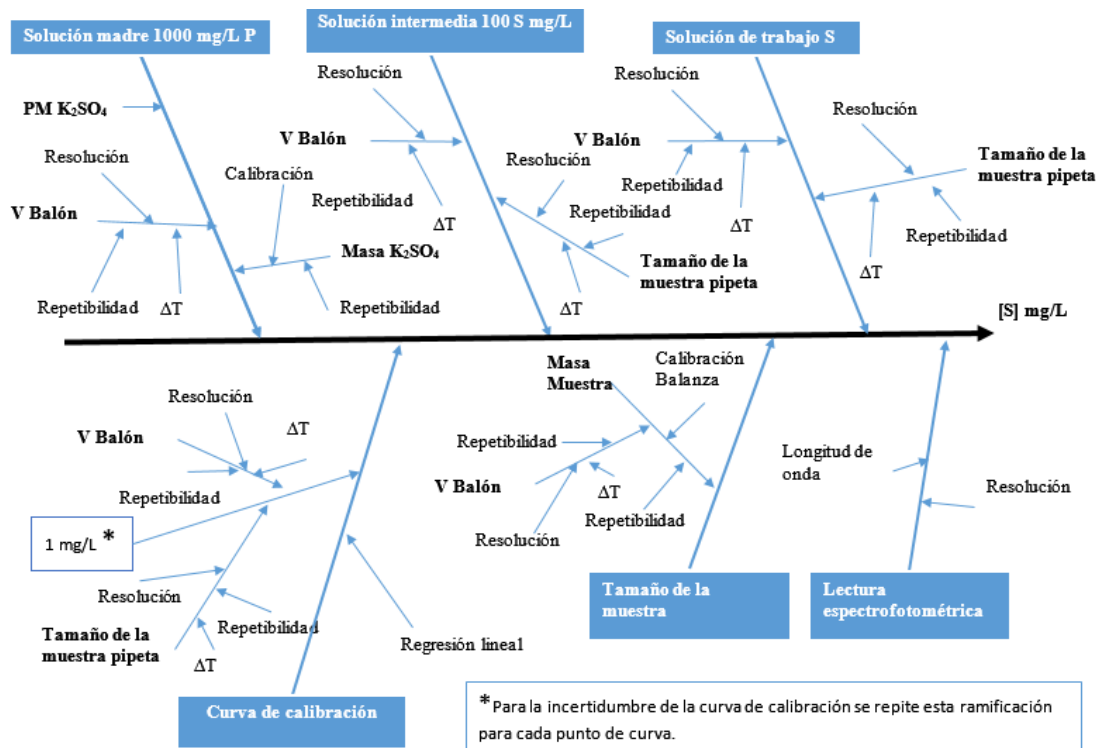 Solución madre 1000 mg/L P
Solución intermedia 100 S mg/L
Solución de trabajo S
PM K₂SO₄
Resolución
V Balón
Repetibilidad
ΔT
Calibración
Masa K₂SO₄
Repetibilidad
Resolución
V Balón
Repetibilidad
ΔT
Resolución
Repetibilidad
Tamaño de la
muestra pipeta
ΔT
Resolución
V Balón
Repetibilidad
ΔT
Resolución
Tamaño de la
muestra pipeta
Repetibilidad
ΔT
[S] mg/L
Resolución
V Balón
ΔT
Repetibilidad
1 mg/L *
Resolución
Repetibilidad
Tamaño de la
muestra pipeta
ΔT
Regresión lineal
Curva de calibración
Masa
Muestra
Calibración
Balanza
Repetibilidad
V Balón
ΔT
Resolución
Repetibilidad
Tamaño de la
muestra
Longitud de
onda
Resolución
Lectura
espectrofotométrica
*Para la incertidumbre de la curva de calibración se repite esta ramificación
para cada punto de curva.